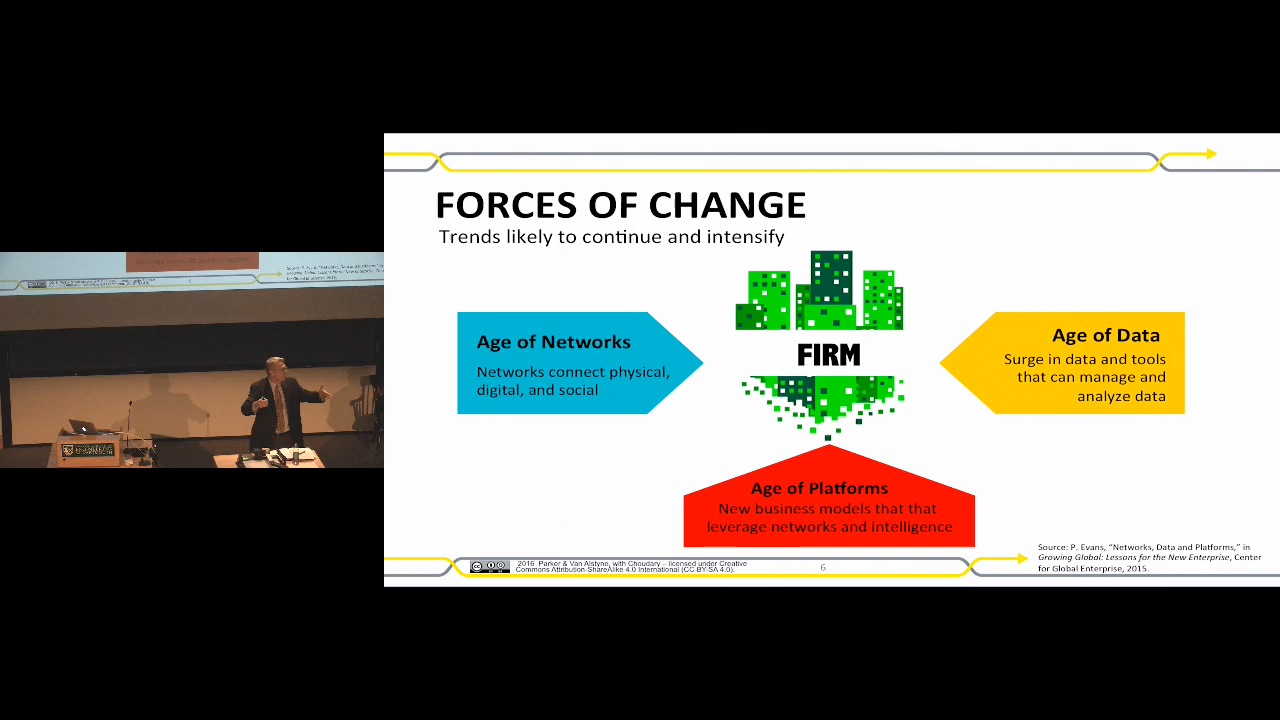 FORCES OF CHANGE
Trends likely to continue and intensify
Age of Networks
Networks connect physical,
digital, and social
FIRM
Age of Data
Surge in data and tools
that can manage and
analyze data
Age of Platforms
New business models that that
leverage networks and intelligence
2016 Parker & Van Alstyne, with Choudary – licensed under Creative
Commons Attribution-ShareAlike 4.0 International (CC BY-SA 4.0).
6
Source: P. Evans, “Networks, Data and Platforms,” in
Growing Global: Lessons for the New Enterprise, Center
for Global Enterprise, 2015.